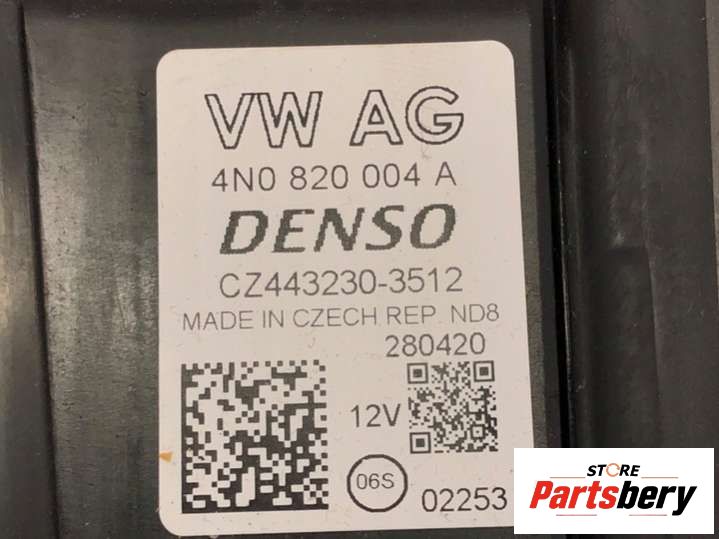 VW AG
4N0 820 004 A
DENSO
CZ443230-3512
MADE IN CZECH REP. ND8
280420
12V
06S
02253
STORE
Partsbery